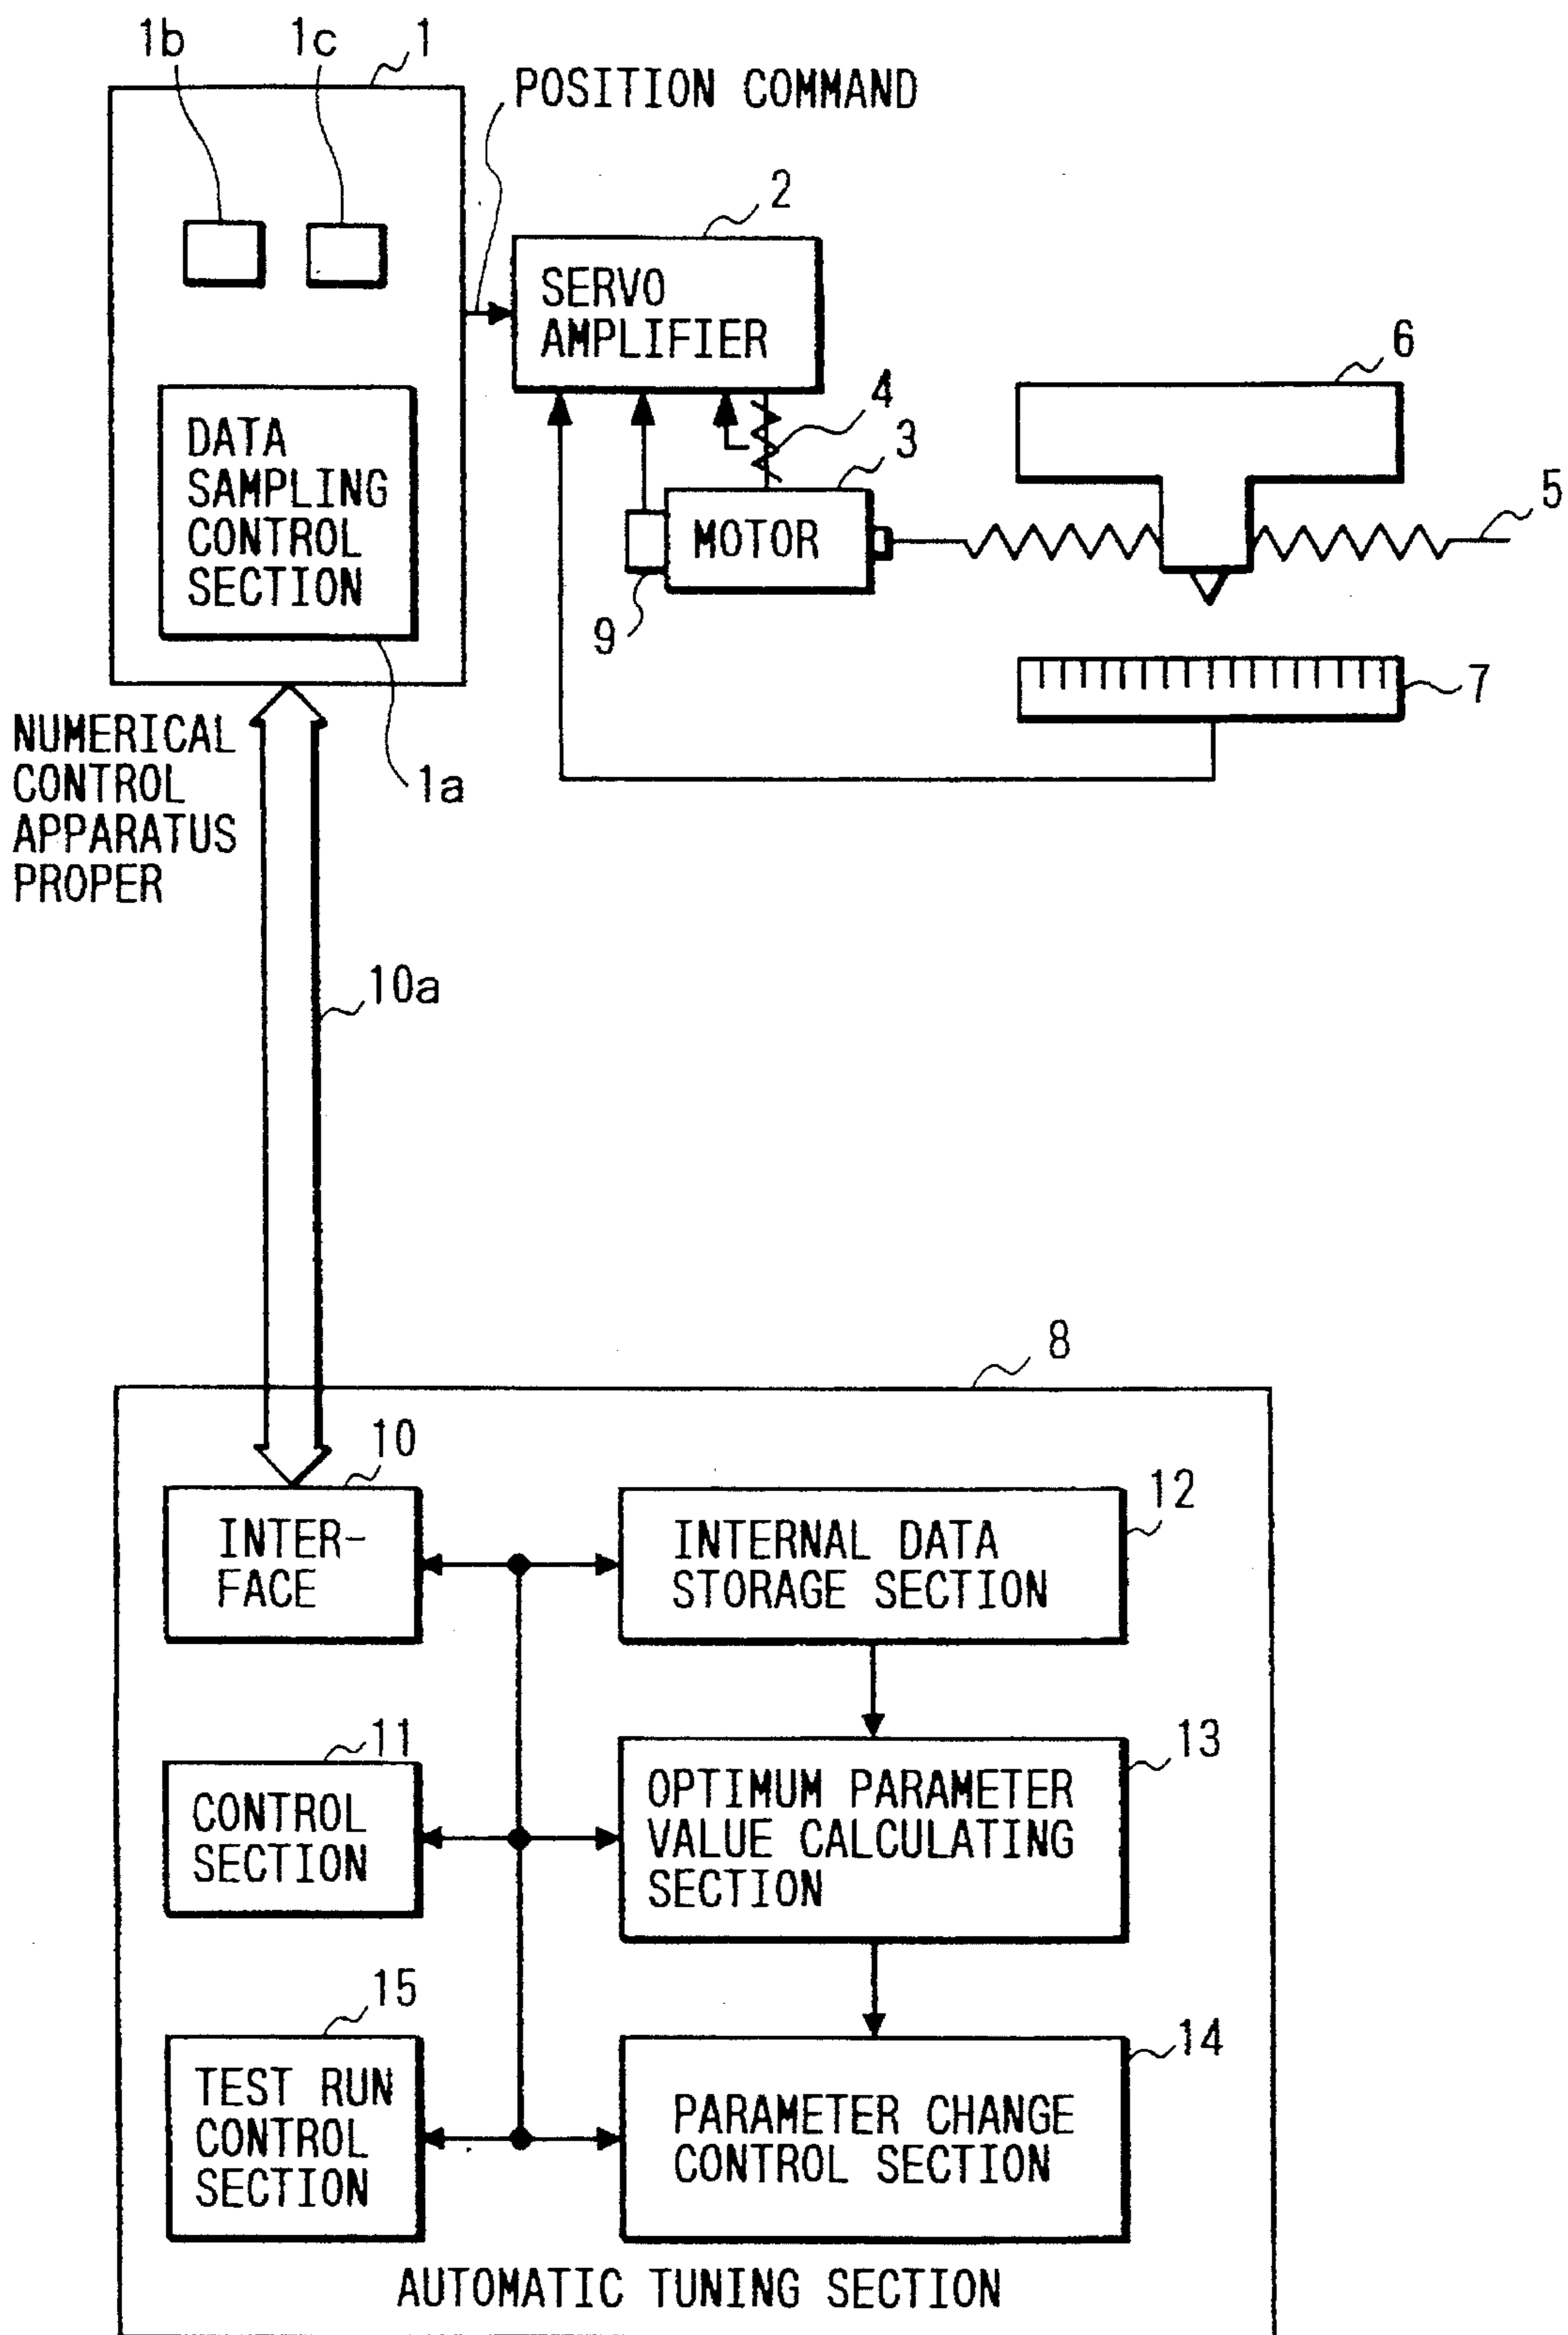 1b
1c
1
POSITION COMMAND
2
SERVO
AMPLIFIER
6
4
3
DATA
SAMPLING
CONTROL
SECTION
MOTOR
5
9
7
1a
NUMERICAL
CONTROL
APPARATUS
PROPER
10a
8
10
INTER-
FACE
12
INTERNAL DATA
STORAGE SECTION
11
CONTROL
SECTION
13
OPTIMUM PARAMETER
VALUE CALCULATING
SECTION
15
TEST RUN
CONTROL
SECTION
14
PARAMETER CHANGE
CONTROL SECTION
AUTOMATIC TUNING SECTION